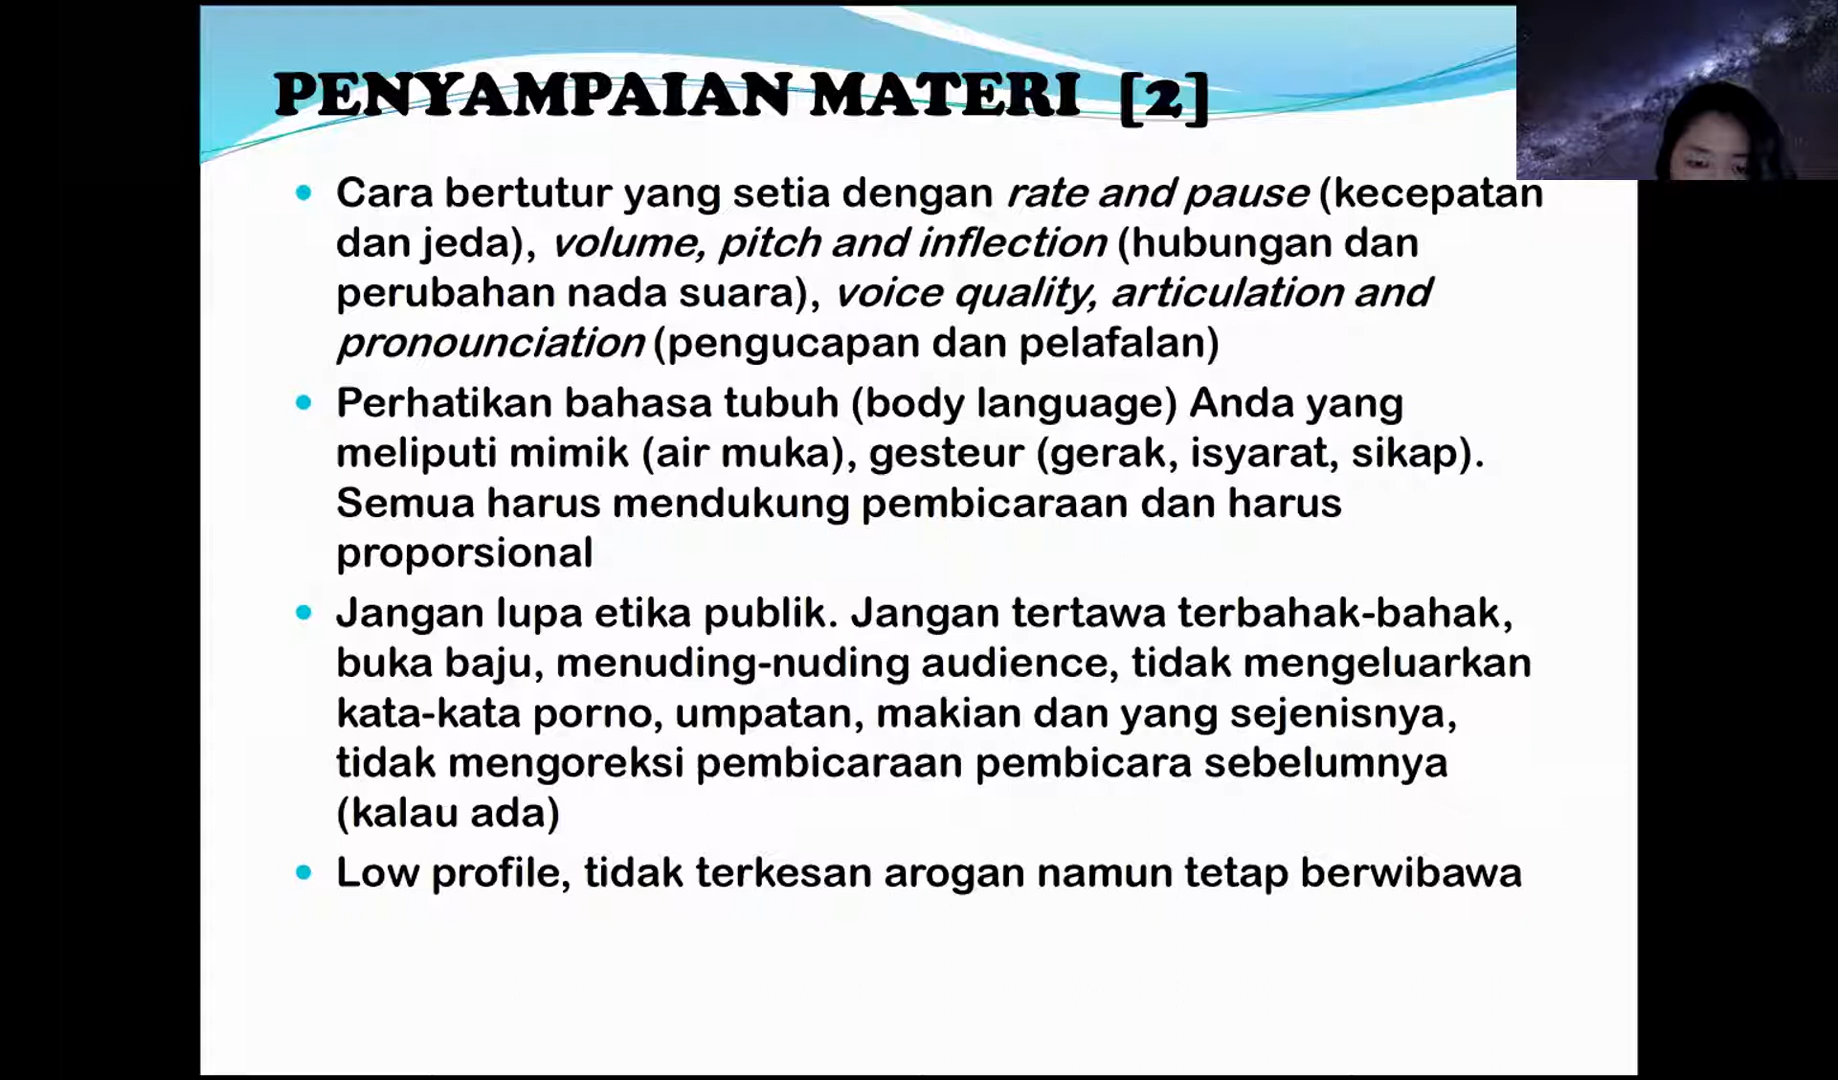 PENYAMPAIAN MATERI [2]
• Cara bertutur yang setia dengan rate and pause (kecepatan
dan jeda), volume, pitch and inflection (hubungan dan
perubahan nada suara), voice quality, articulation and
pronounciation (pengucapan dan pelafalan)
• Perhatikan bahasa tubuh (body language) Anda yang
meliputi mimik (air muka), gesteur (gerak, isyarat, sikap).
Semua harus mendukung pembicaraan dan harus
proporsional
• Jangan lupa etika publik. Jangan tertawa terbahak-bahak,
buka baju, menuding-nuding audience, tidak mengeluarkan
kata-kata porno, umpatan, makian dan yang sejenisnya,
tidak mengoreksi pembicaraan pembicara sebelumnya
(kalau ada)
• Low profile, tidak terkesan arogan namun tetap berwibawa